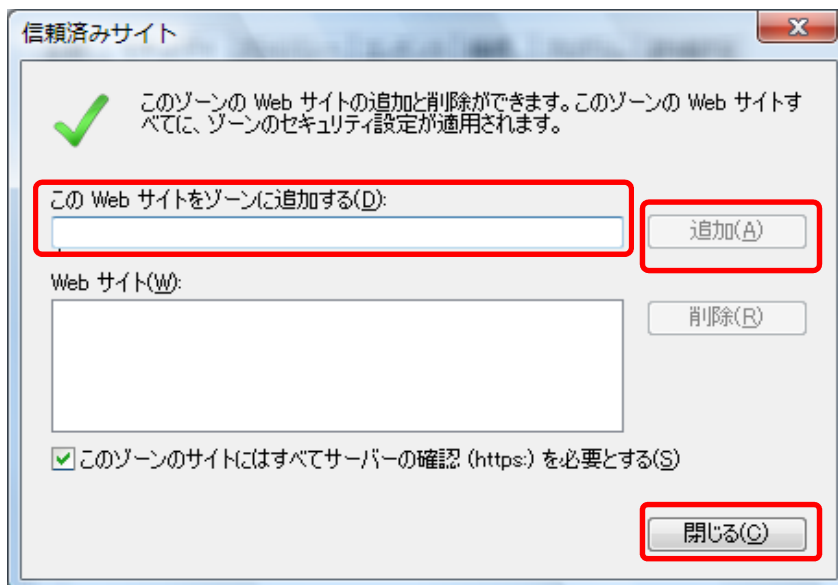 信頼済みサイト
このゾーンの Web サイトの追加と削除ができます。このゾーンの Web サイトす
べてに、ゾーンのセキュリティ設定が適用されます。
この Web サイトをゾーンに追加する(D):
追加(A)
Web サイト(W):
削除(R)
このゾーンのサイトにはすべてサーバーの確認 (https:) を必要とする(S)
閉じる(C)